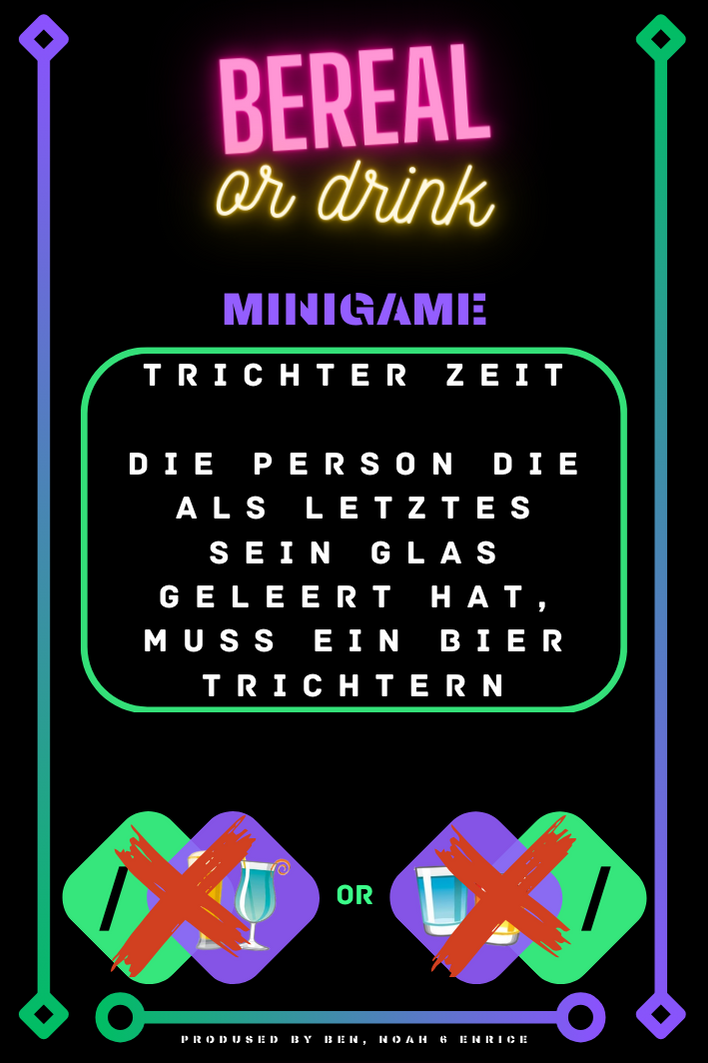 BEREAL
or drink
MINIGAME
TRICHTER ZEIT
DIE PERSON DIE
ALS LETZTES
SEIN GLAS
GELEERT HAT,
MUSS EIN BIER
TRICHTERN
/ OR /
PRODUSED BY BEN, NOAH & ENRICE